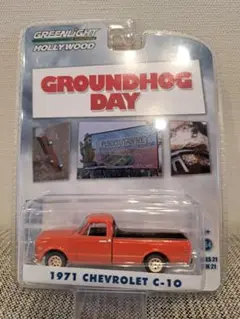 GREENLIGHT
HOLLYWOOD
GROUNDHOG
DAY
1971 CHEVROLET C-10